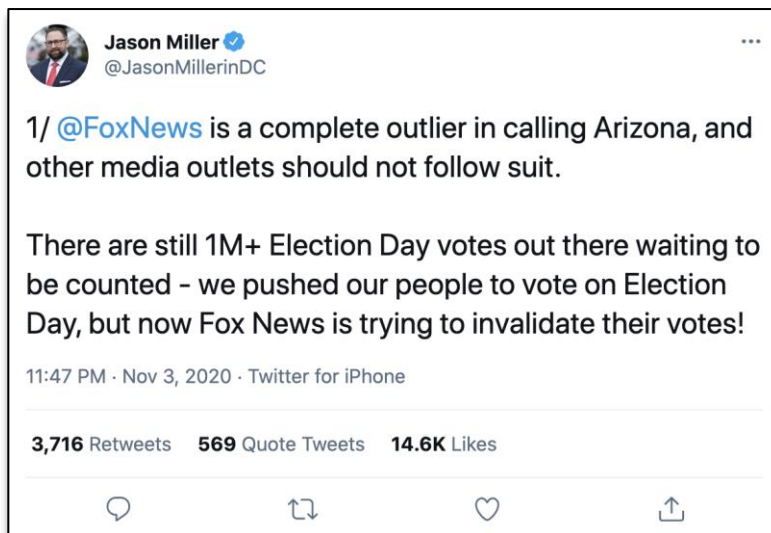 Jason Miller
@JasonMillerinDC
1/ @FoxNews is a complete outlier in calling Arizona, and
other media outlets should not follow suit.
There are still 1M+ Election Day votes out there waiting to
be counted - we pushed our people to vote on Election
Day, but now Fox News is trying to invalidate their votes!
11:47 PM · Nov 3, 2020 · Twitter for iPhone
3,716 Retweets 569 Quote Tweets 14.6K Likes